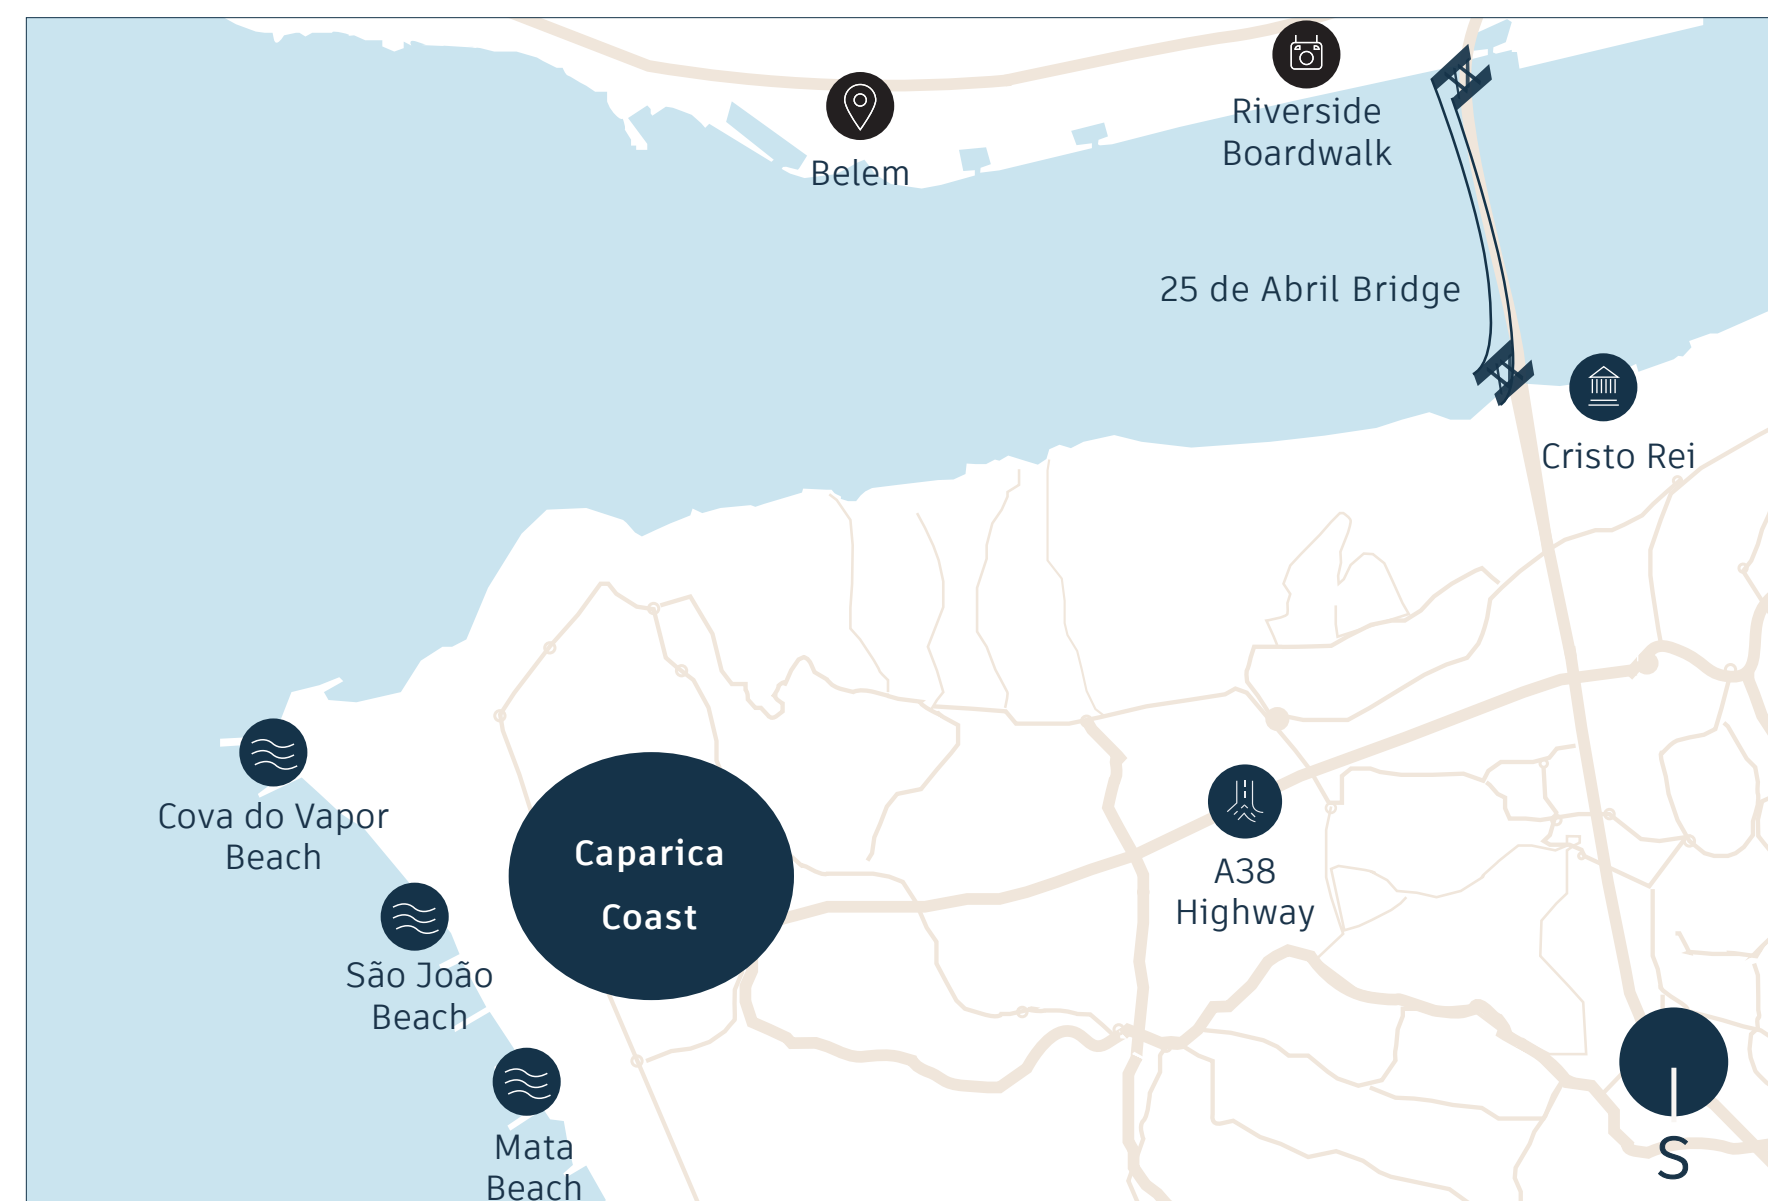 Riverside
Boardwalk
Belem
25 de Abril Bridge
Cristo Rei
Cova do Vapor
Beach
Caparica
Coast
A38
Highway
São João
Beach
Mata
Beach
S